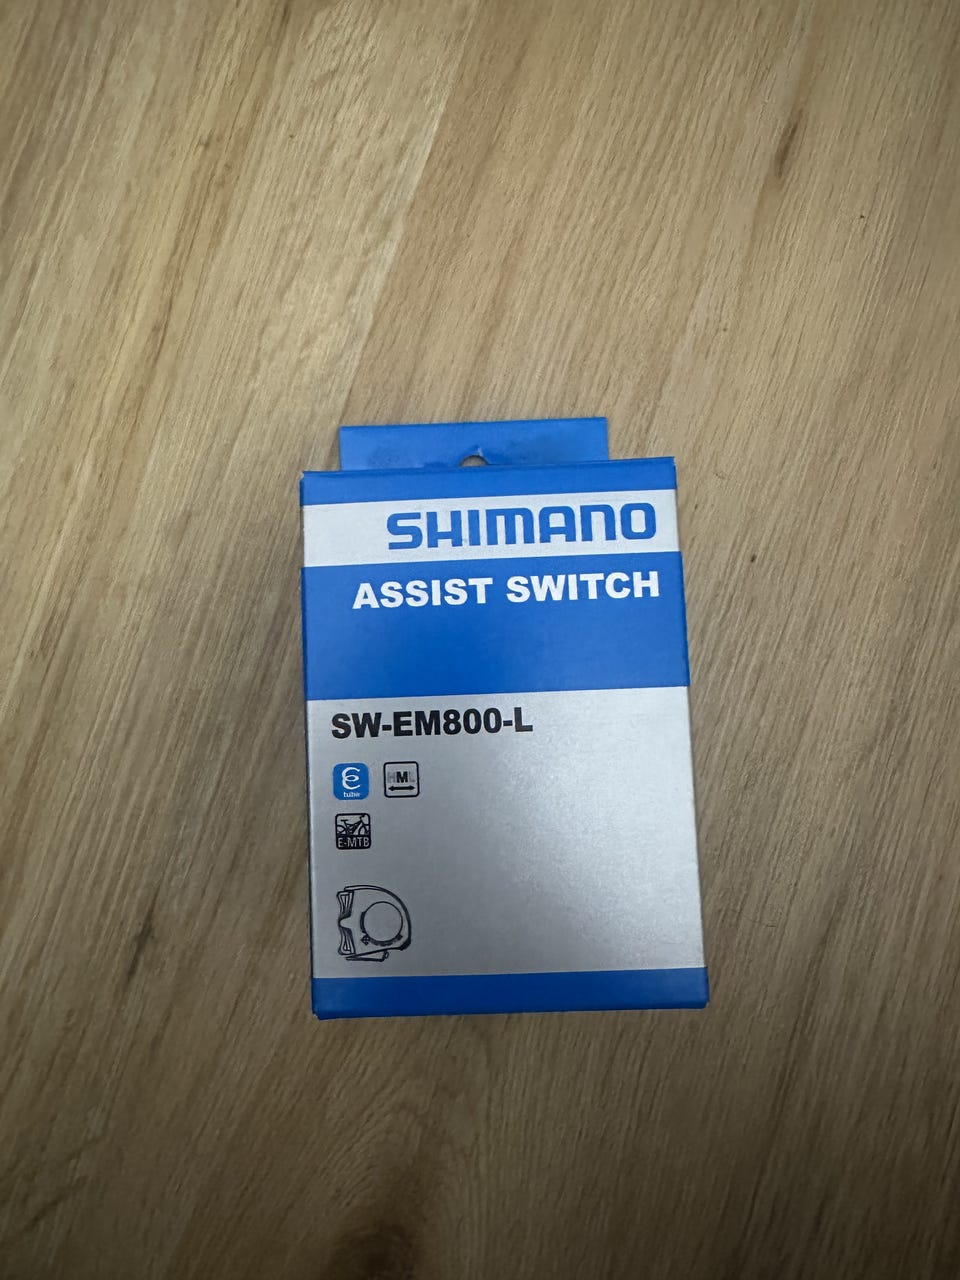 SHIMANO
ASSIST SWITCH
SW-EM800-L
tube
HML
E-MTB